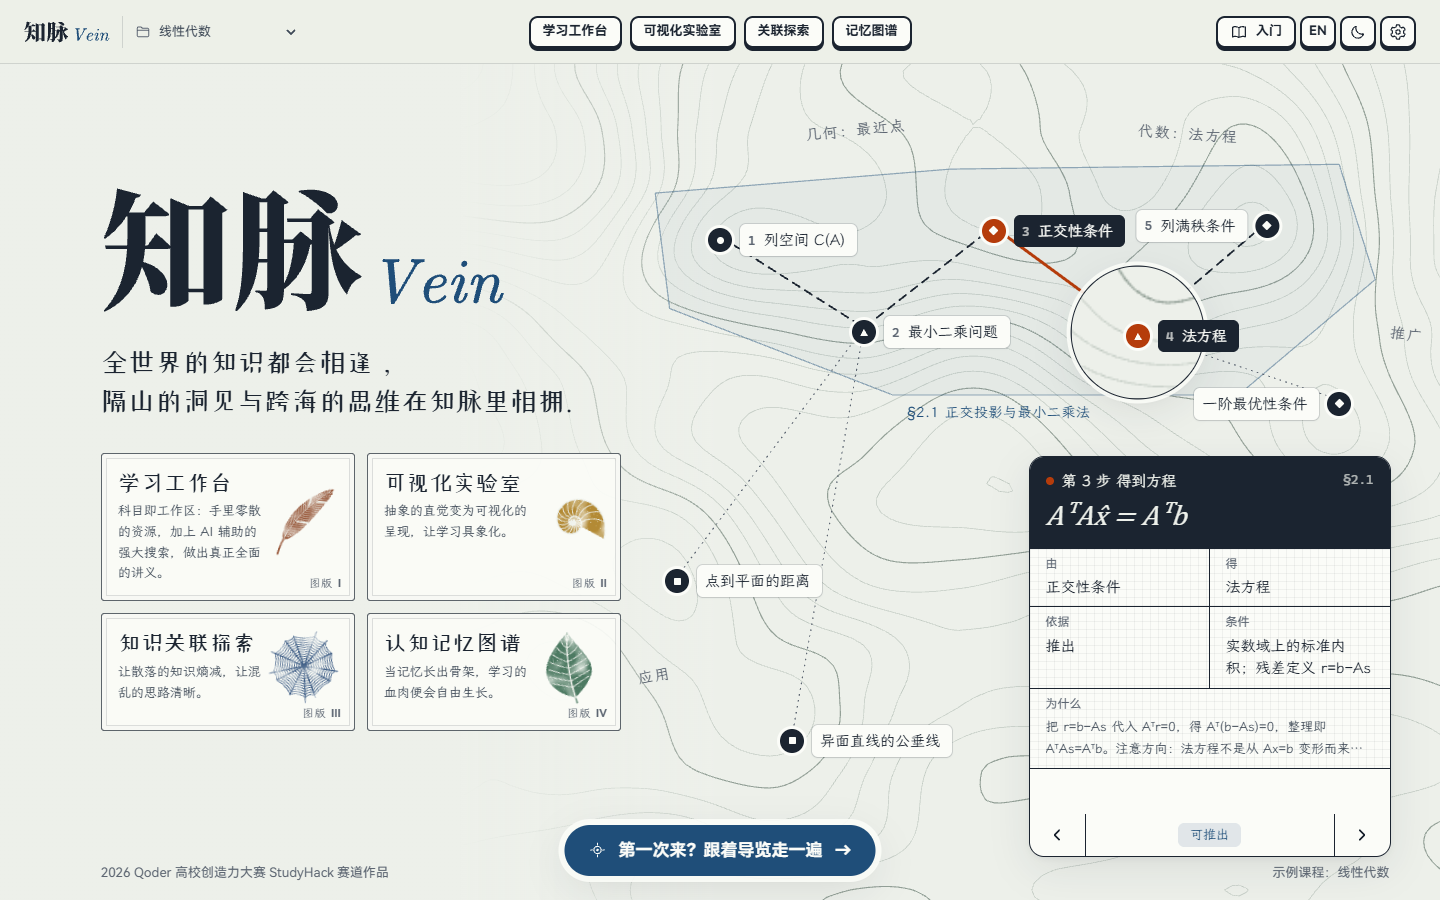 知脉 Vein
线性代数
学习工作台
可视化实验室
关联探索
记忆图谱
入门
EN
几何：最近点
代数：法方程
知脉 Vein
全世界的知识都会相逢，
隔山的洞见与跨海的思维在知脉里相拥.
1 列空间 C(A)
3 正交性条件
5 列满秩条件
2 最小二乘问题
4 法方程
推广
一阶最优性条件
§2.1 正交投影与最小二乘法
点到平面的距离
应用
异面直线的公垂线
学习工作台
科目即工作区：手里零散
的资源，加上 AI 辅助的
强大搜索，做出真正全面
的讲义。
图版 I
可视化实验室
抽象的直觉变为可视化的
呈现，让学习具象化。
图版 II
知识关联探索
让散落的知识熵减，让混
乱的思路清晰。
图版 III
认知记忆图谱
当记忆长出骨架，学习的
血肉便会自由生长。
图版 IV
第 3 步 得到方程
§2.1
AᵀAx̂ = Aᵀb
由
正交性条件
得
法方程
依据
推出
条件
实数域上的标准内
积；残差定义 r=b−As
为什么
把 r=b−As 代入 Aᵀr=0，得 Aᵀ(b−As)=0，整理即
AᵀAs=Aᵀb。注意方向：法方程不是从 Ax=b 变形而来…
可推出
第一次来？跟着导览走一遍 →
2026 Qoder 高校创造力大赛 StudyHack 赛道作品
示例课程：线性代数